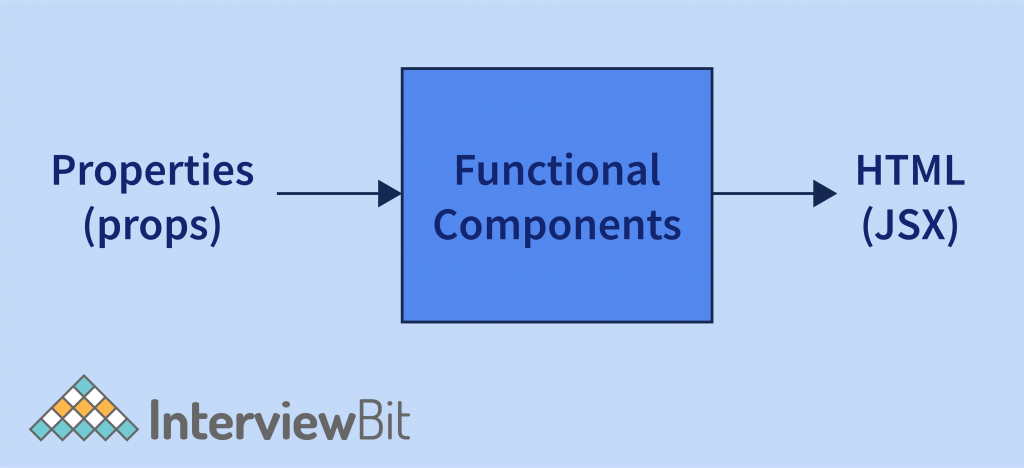 Properties
(props)
Functional
Components
HTML
(JSX)
InterviewBit